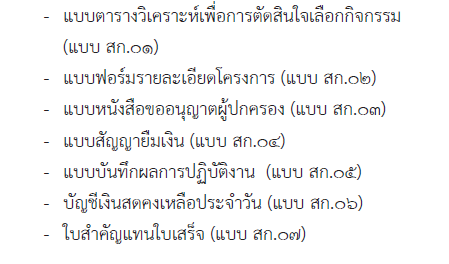 - แบบตารางวิเคราะห์เพื่อการตัดสินใจเลือกกิจกรรม
(แบบ สก.๐๑)
- แบบฟอร์มรายละเอียดโครงการ (แบบ สก.๐๒)
- แบบหนังสือขออนุญาตผู้ปกครอง (แบบ สก.๐๓)
- แบบสัญญายืมเงิน (แบบ สก.๐๔)
- แบบบันทึกผลการปฏิบัติงาน (แบบ สก.๐๕)
- บัญชีเงินสดคงเหลือประจำวัน (แบบ สก.๐๖)
- ใบสำคัญแทนใบเสร็จ (แบบ สก.๐๗)